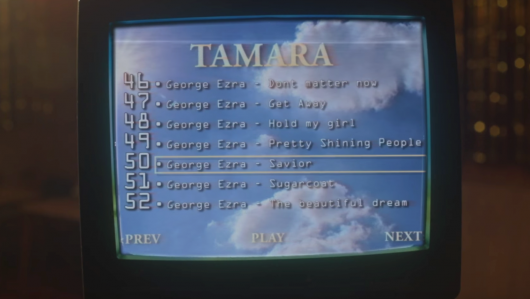 TAMARA
46 • George Ezra - Dont matter now
47 • George Ezra - Get Away
48 • George Ezra - Hold my girl
49 • George Ezra - Pretty Shining People
50 • George Ezra - Savior
51 • George Ezra - Sugarcoat
52 • George Ezra - The beautiful dream
PREV PLAY NEXT